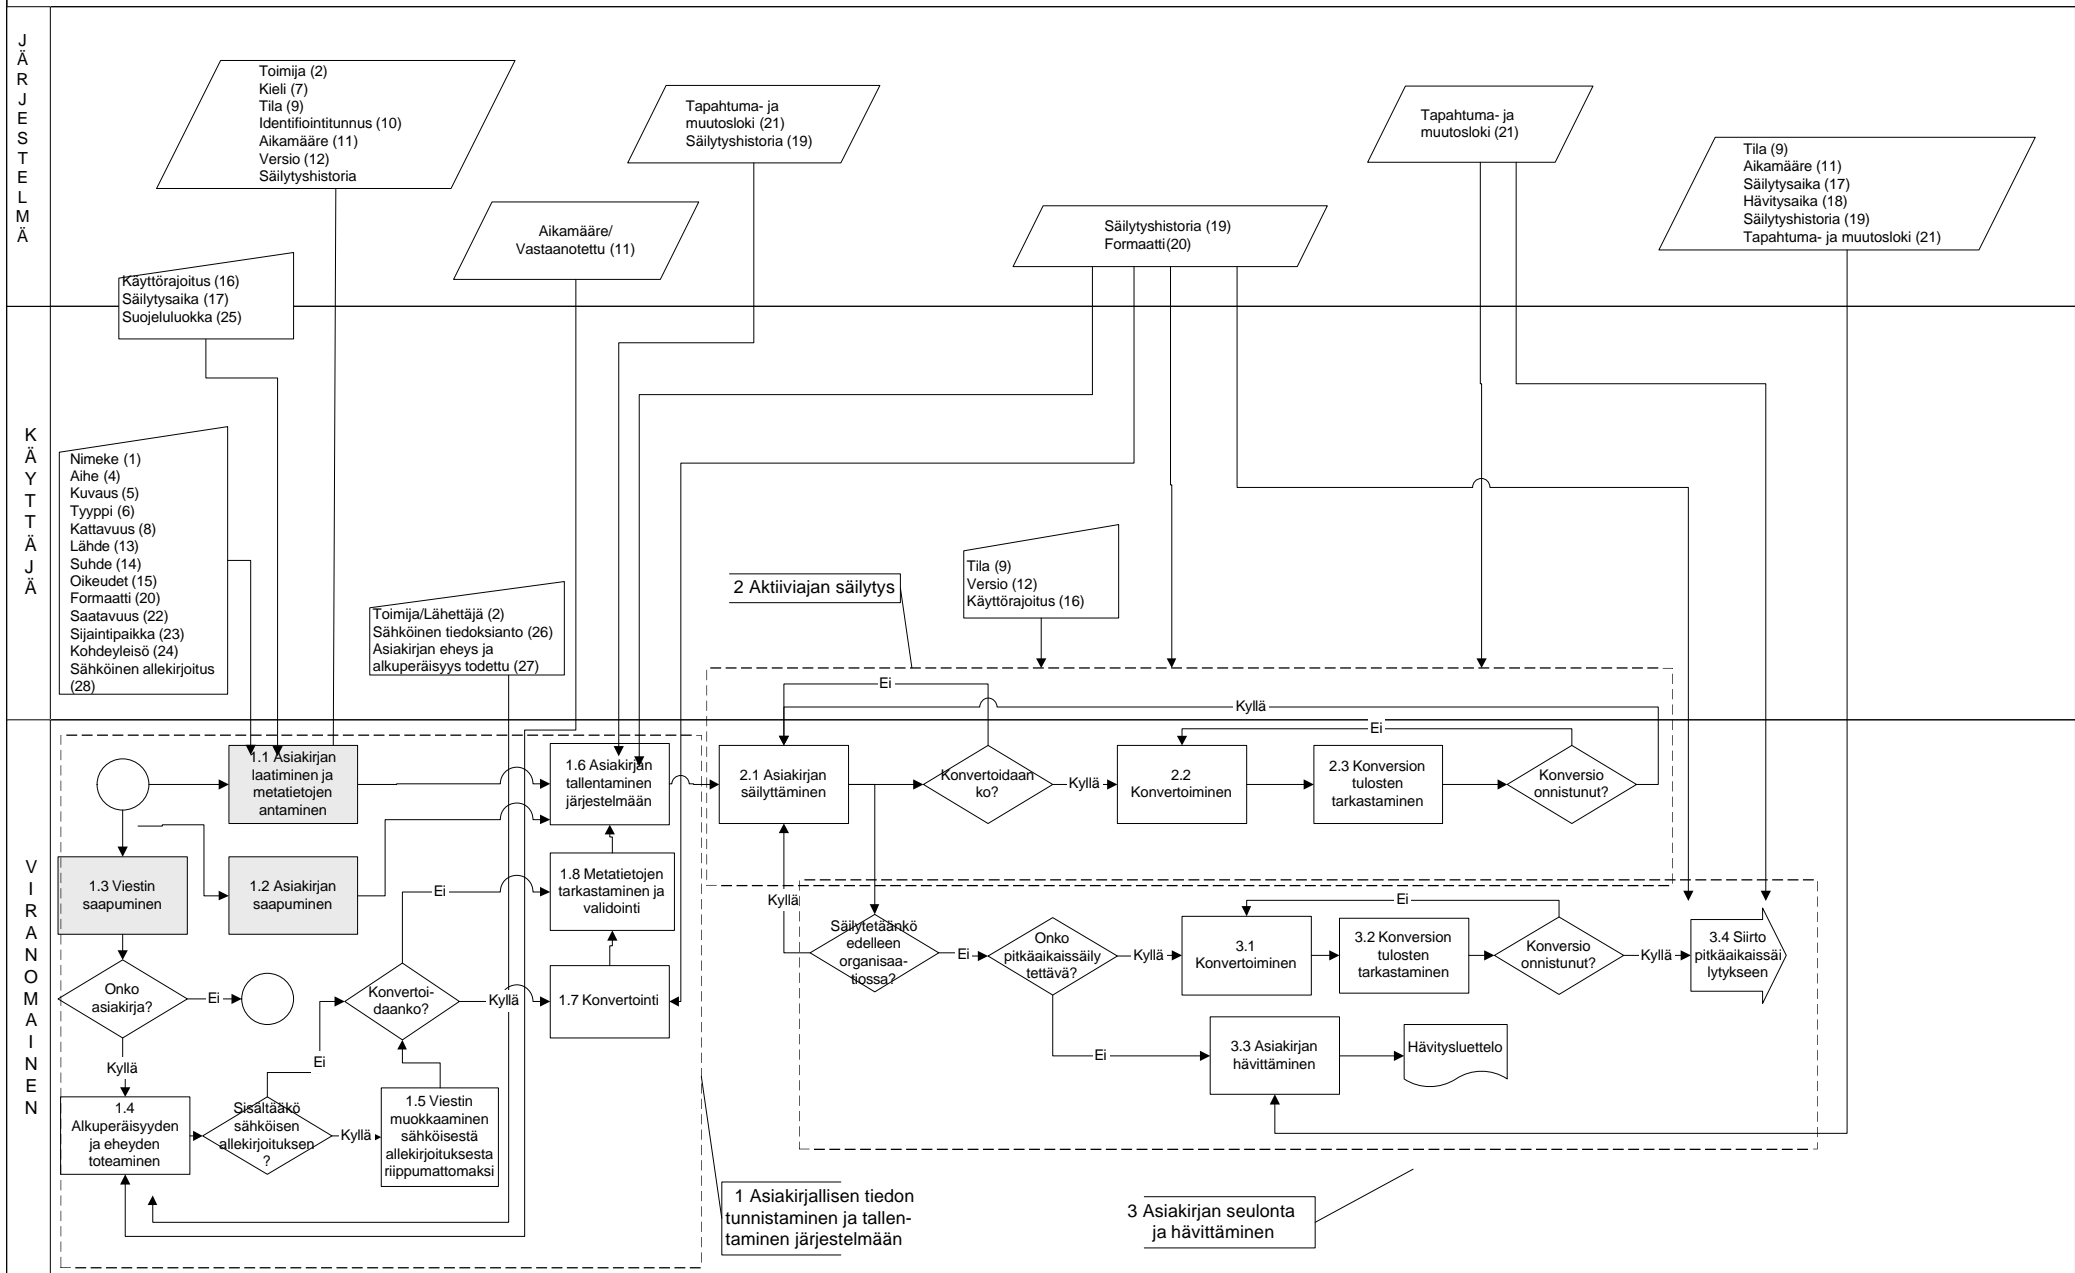 JÄRJESTELMÄ
Toimija (2)
Kieli (7)
Tila (9)
Identifiointitunnus (10)
Aikamääre (11)
Versio (12)
Säilytyshistoria
Tapahtuma- ja
muutosloki (21)
Säilytyshistoria (19)
Tapahtuma- ja
muutosloki (21)
Tila (9)
Aikamääre (11)
Säilytysaika (17)
Hävitysaika (18)
Säilytyshistoria (19)
Tapahtuma- ja muutosloki (21)
Aikamääre/
Vastaanotettu (11)
Säilytyshistoria (19)
Formaatti(20)
Käyttörajoitus (16)
Säilytysaika (17)
Suojeluluokka (25)
KÄYTTÄJÄ
Nimeke (1)
Aihe (4)
Kuvaus (5)
Tyyppi (6)
Kattavuus (8)
Lähde (13)
Suhde (14)
Oikeudet (15)
Formaatti (20)
Saatavuus (22)
Sijaintipaikka (23)
Kohdeyleisö (24)
Sähköinen allekirjoitus
(28)
Toimija/Lähettäjä (2)
Sähköinen tiedoksianto (26)
Asiakirjan eheys ja
alkuperäisyys todettu (27)
2 Aktiiviajan säilytys
Tila (9)
Versio (12)
Käyttörajoitus (16)
VIRANOMAINEN
1.1 Asiakirjan
laatiminen ja
metatietojen
antaminen
1.6 Asiakirjan
tallentaminen
järjestelmään
Ei
Kyllä
2.1 Asiakirjan
säilyttäminen
Konvertoidaan
ko?
Kyllä
2.2
Konvertoiminen
Ei
2.3 Konversion
tulosten
tarkastaminen
Konversio
onnistunut?
1.3 Viestin
saapuminen
1.2 Asiakirjan
saapuminen
Ei
1.8 Metatietojen
tarkastaminen ja
validointi
Kyllä
Säilytetäänkö
edelleen
organisaa-
tiossa?
Ei
Onko
pitkäaikaissäily
tettävä?
Kyllä
3.1
Konvertoiminen
Ei
3.2 Konversion
tulosten
tarkastaminen
Konversio
onnistunut?
Kyllä
3.4 Siirto
pitkäaikaissäi
lytykseen
Onko
asiakirja?
Ei
Konvertoi-
daanko?
Kyllä
1.7 Konvertointi
Kyllä
Ei
Ei
3.3 Asiakirjan
hävittäminen
Hävitysluettelo
1.4
Alkuperäisyyden
ja eheyden
toteaminen
Sisältääkö
sähköisen
allekirjoituksen
?
Kyllä
1.5 Viestin
muokkaaminen
sähköisestä
allekirjoituksesta
riippumattomaksi
1 Asiakirjallisen tiedon
tunnistaminen ja tallen-
taminen järjestelmään
3 Asiakirjan seulonta
ja hävittäminen